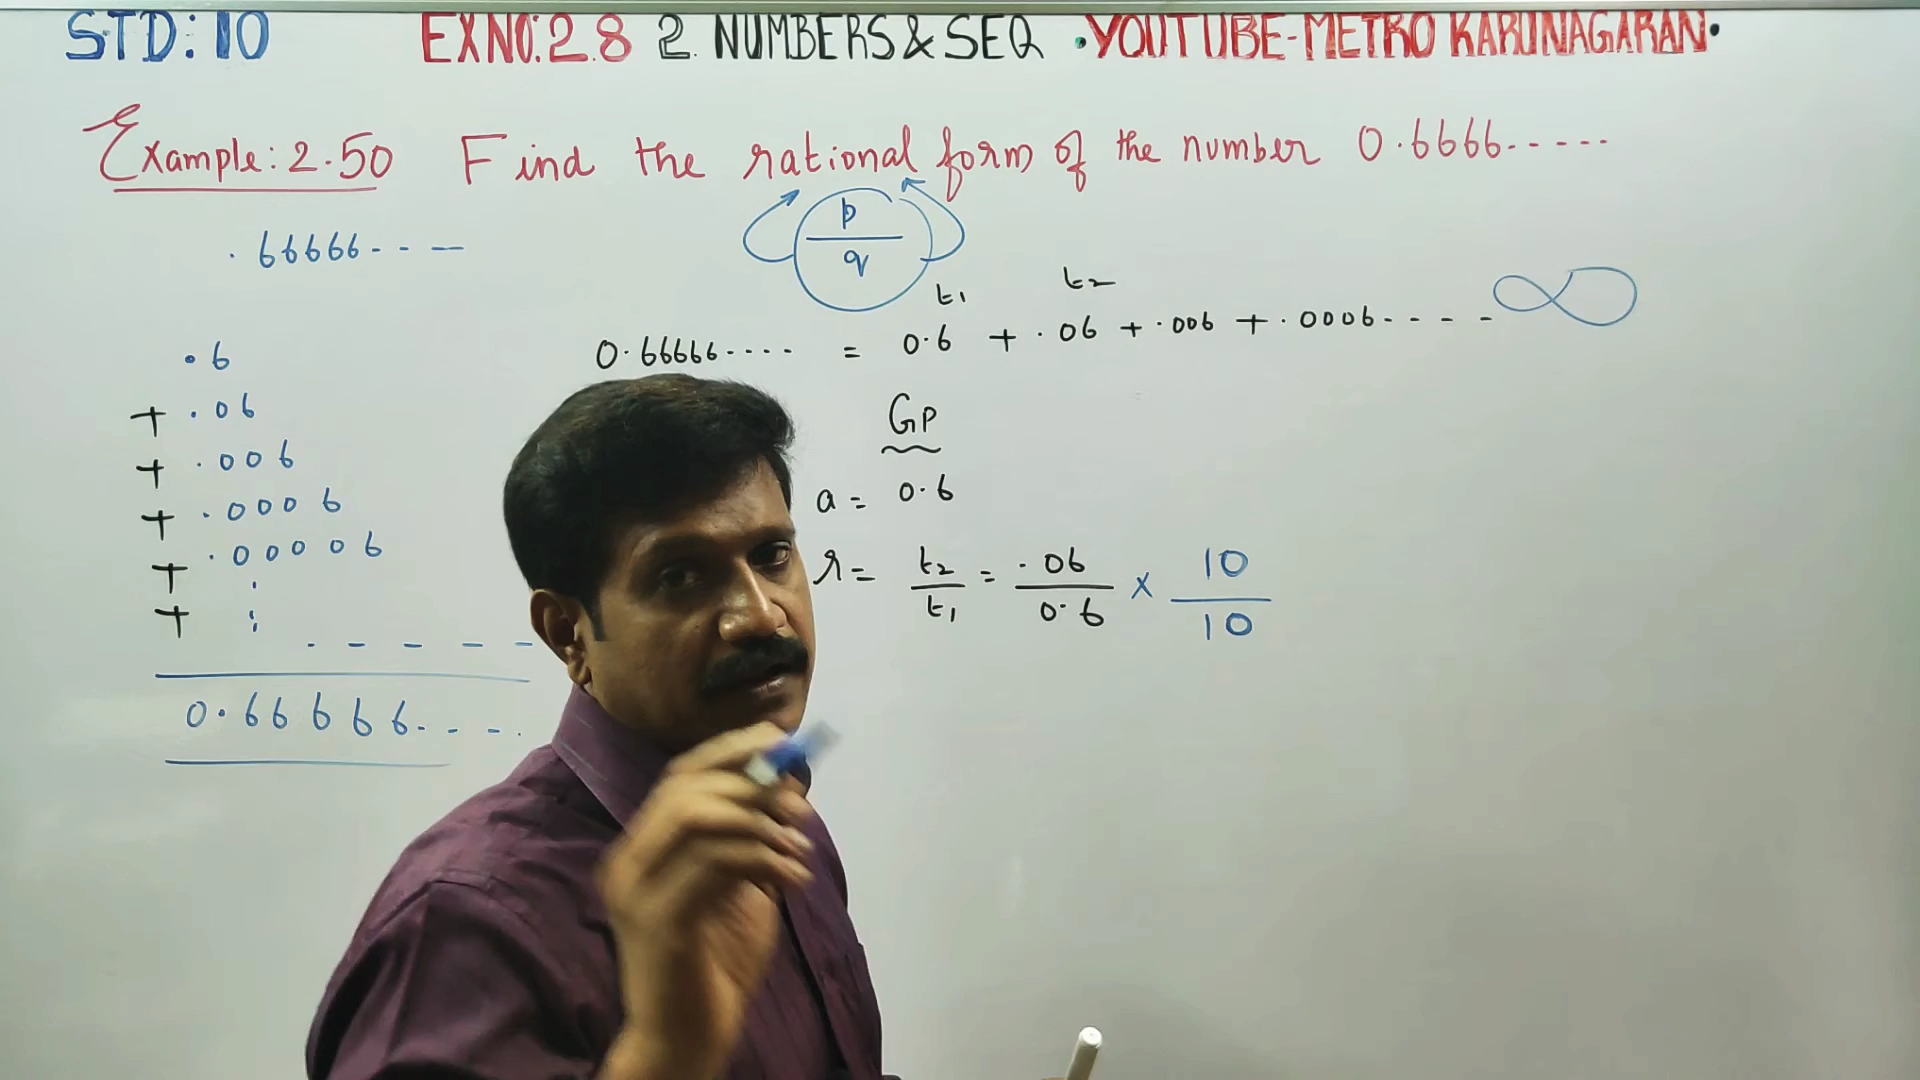 STD: 10 EXNO: 2.8 2. NUMBERS & SEQ • YOUTUBE-METRO KARUNAGARAN •
Example: 2.50 Find the rational form of the number 0.6666.....
.66666---
p
q
t1 t2
0.66666.... = 0.6 + .06 + .006 + .0006.... ∞
.6
+ .06
+ .006
+ .0006
+ .00006
+ :
- - - - -
0.66666....
GP
a = 0.6
r = t2/t1 = .06/0.6 × 10/10